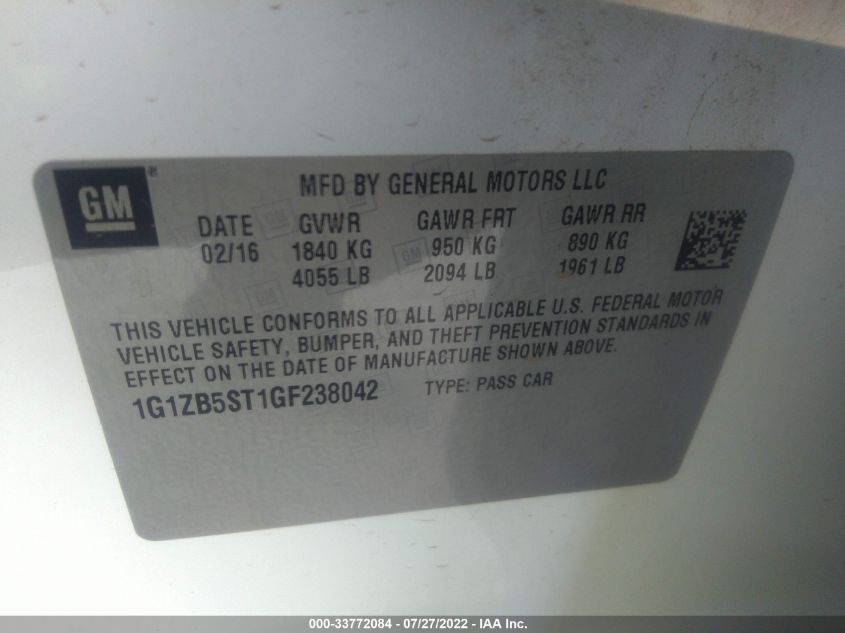 GM ®
MFD BY GENERAL MOTORS LLC
DATE GVWR GAWR FRT GAWR RR
02/16 1840 KG 950 KG 890 KG
4055 LB 2094 LB 1961 LB
THIS VEHICLE CONFORMS TO ALL APPLICABLE U.S. FEDERAL MOTOR
VEHICLE SAFETY, BUMPER, AND THEFT PREVENTION STANDARDS IN
EFFECT ON THE DATE OF MANUFACTURE SHOWN ABOVE.
1G1ZB5ST1GF238042 TYPE: PASS CAR
000-33772084 - 07/27/2022 - IAA Inc.